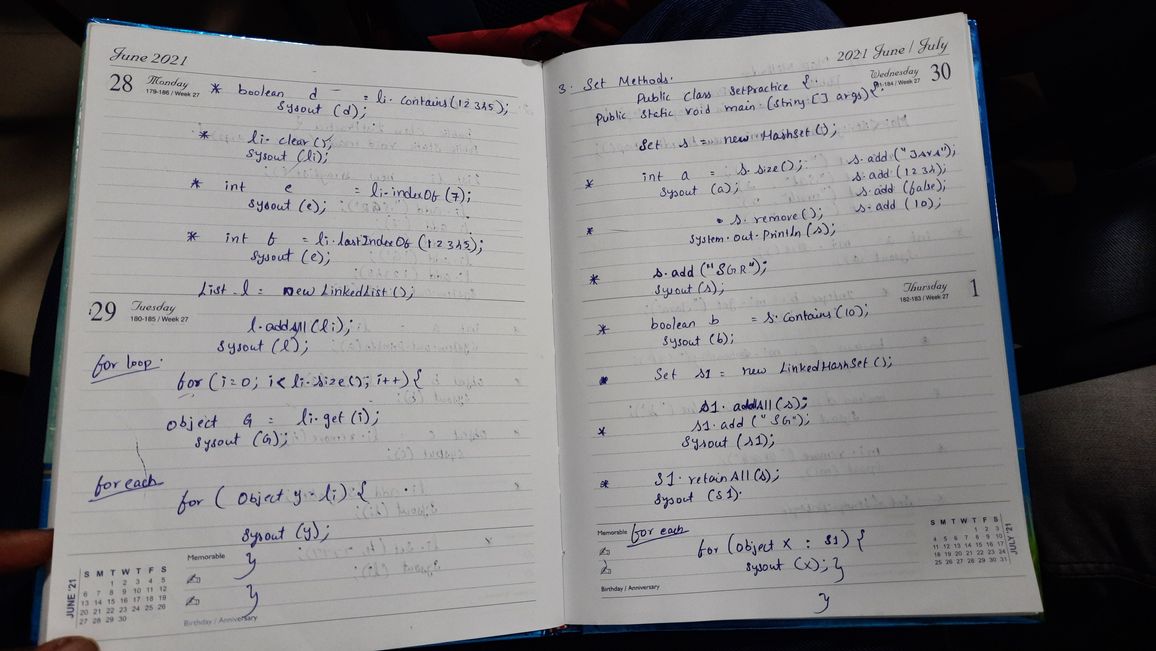 June 2021
28 Monday
179-186 / Week 27
* boolean d = li.contains(12345);
Sysout (d);
* li.clear();
Sysout (li);
* int e = li.indexOf (7);
Sysout (e);
* int f = li.lastIndexOf (12345);
Sysout (e);
List l = new LinkedList ();
29 Tuesday
180-185 / Week 27
l.addAll (li);
Sysout (l);
for loop.
for (i=0; i< li.size(); i++) {
Object G = li.get (i);
Sysout (G);
for each
for ( Object y - li) {
Sysout (y);
Memorable
}
}
Birthday / Anniversary
JUNE '21
S M T W T F S
1 2 3 4 5
6 7 8 9 10 11 12
13 14 15 16 17 18 19
20 21 22 23 24 25 26
27 28 29 30
2021 June / July
Wednesday 30
181-184 / Week 27
3. Set Methods.
Public Class SetPractice {
Public Static Void main (String [] args) {
Set s = new HashSet ();
* int a = s.size();
Sysout (a);
s.add ("Java");
s.add (1234);
s.add (false);
s.add (10);
* s.remove ();
System.out.Println (s);
* s.add ("SGR");
Sysout (s);
Thursday 1
182-183 / Week 27
* boolean b = s.contains (10);
Sysout (b);
* Set s1 = new LinkedHashSet ();
s1.addAll (s);
* s1.add ("SG");
Sysout (s1);
* S1.retainAll (s);
Sysout (S1).
Memorable
for each
for (Object x : s1) {
Sysout (x); }
Birthday / Anniversary
}
S M T W T F S
1 2 3
4 5 6 7 8 9 10
11 12 13 14 15 16 17
18 19 20 21 22 23 24
25 26 27 28 29 30 31
JULY '21